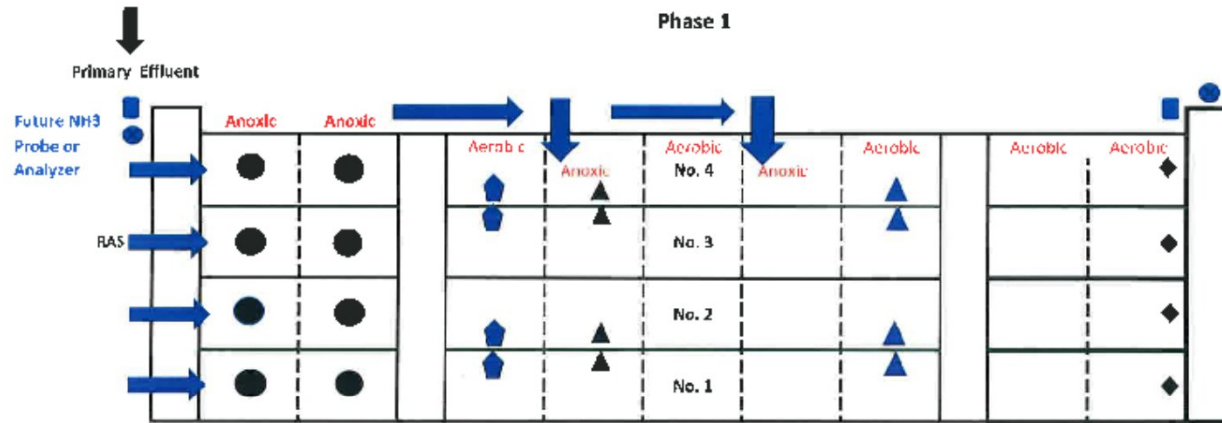 Phase 1
Primary Effluent
Future NH3
Probe or
Analyzer
Anoxic Anoxic
Aerobic Aerobic Aerobic Aerobic Aerobic
Anoxic No. 4 Anoxic
RAS No. 3
No. 2
No. 1